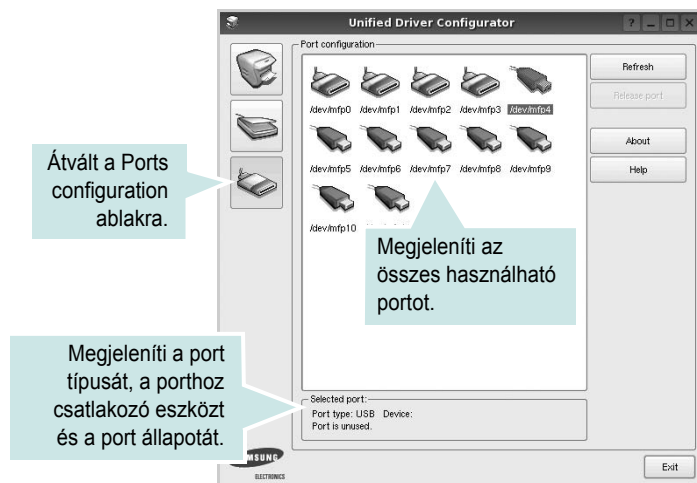 Unified Driver Configurator
Port configuration
/dev/mfp0 /dev/mfp1 /dev/mfp2 /dev/mfp3 /dev/mfp4
/dev/mfp5 /dev/mfp6 /dev/mfp7 /dev/mfp8 /dev/mfp9
/dev/mfp10
Refresh
Release port
About
Help
Átvált a Ports
configuration
ablakra.
Megjeleníti az
összes használható
portot.
Megjeleníti a port
típusát, a porthoz
csatlakozó eszközt
és a port állapotát.
Selected port:
Port type: USB Device:
Port is unused.
MSUNG
ELECTRONICS
Exit